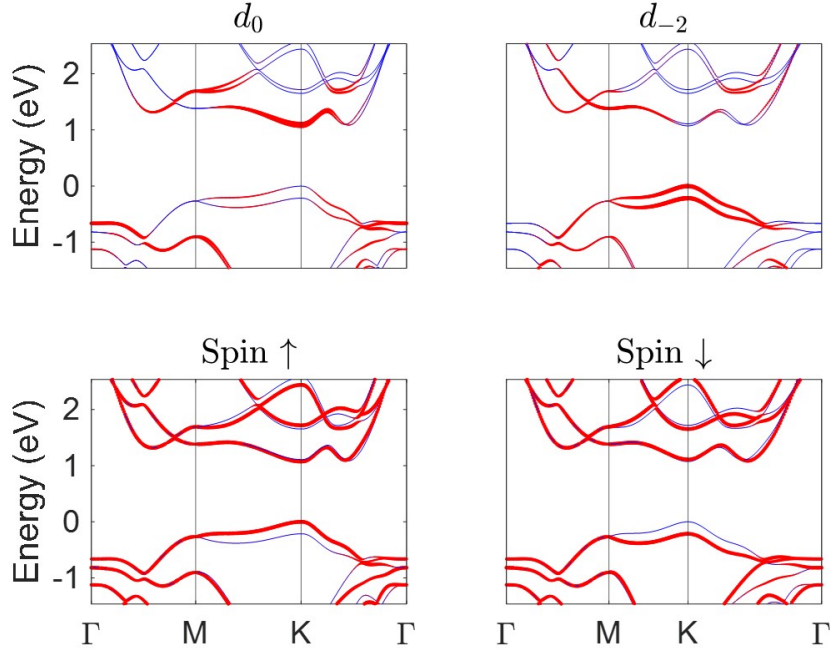 d₀ d₋₂
Energy (eV)
2
1
0
-1
Spin ↑ Spin ↓
Energy (eV)
2
1
0
-1
Γ M K Γ M K Γ